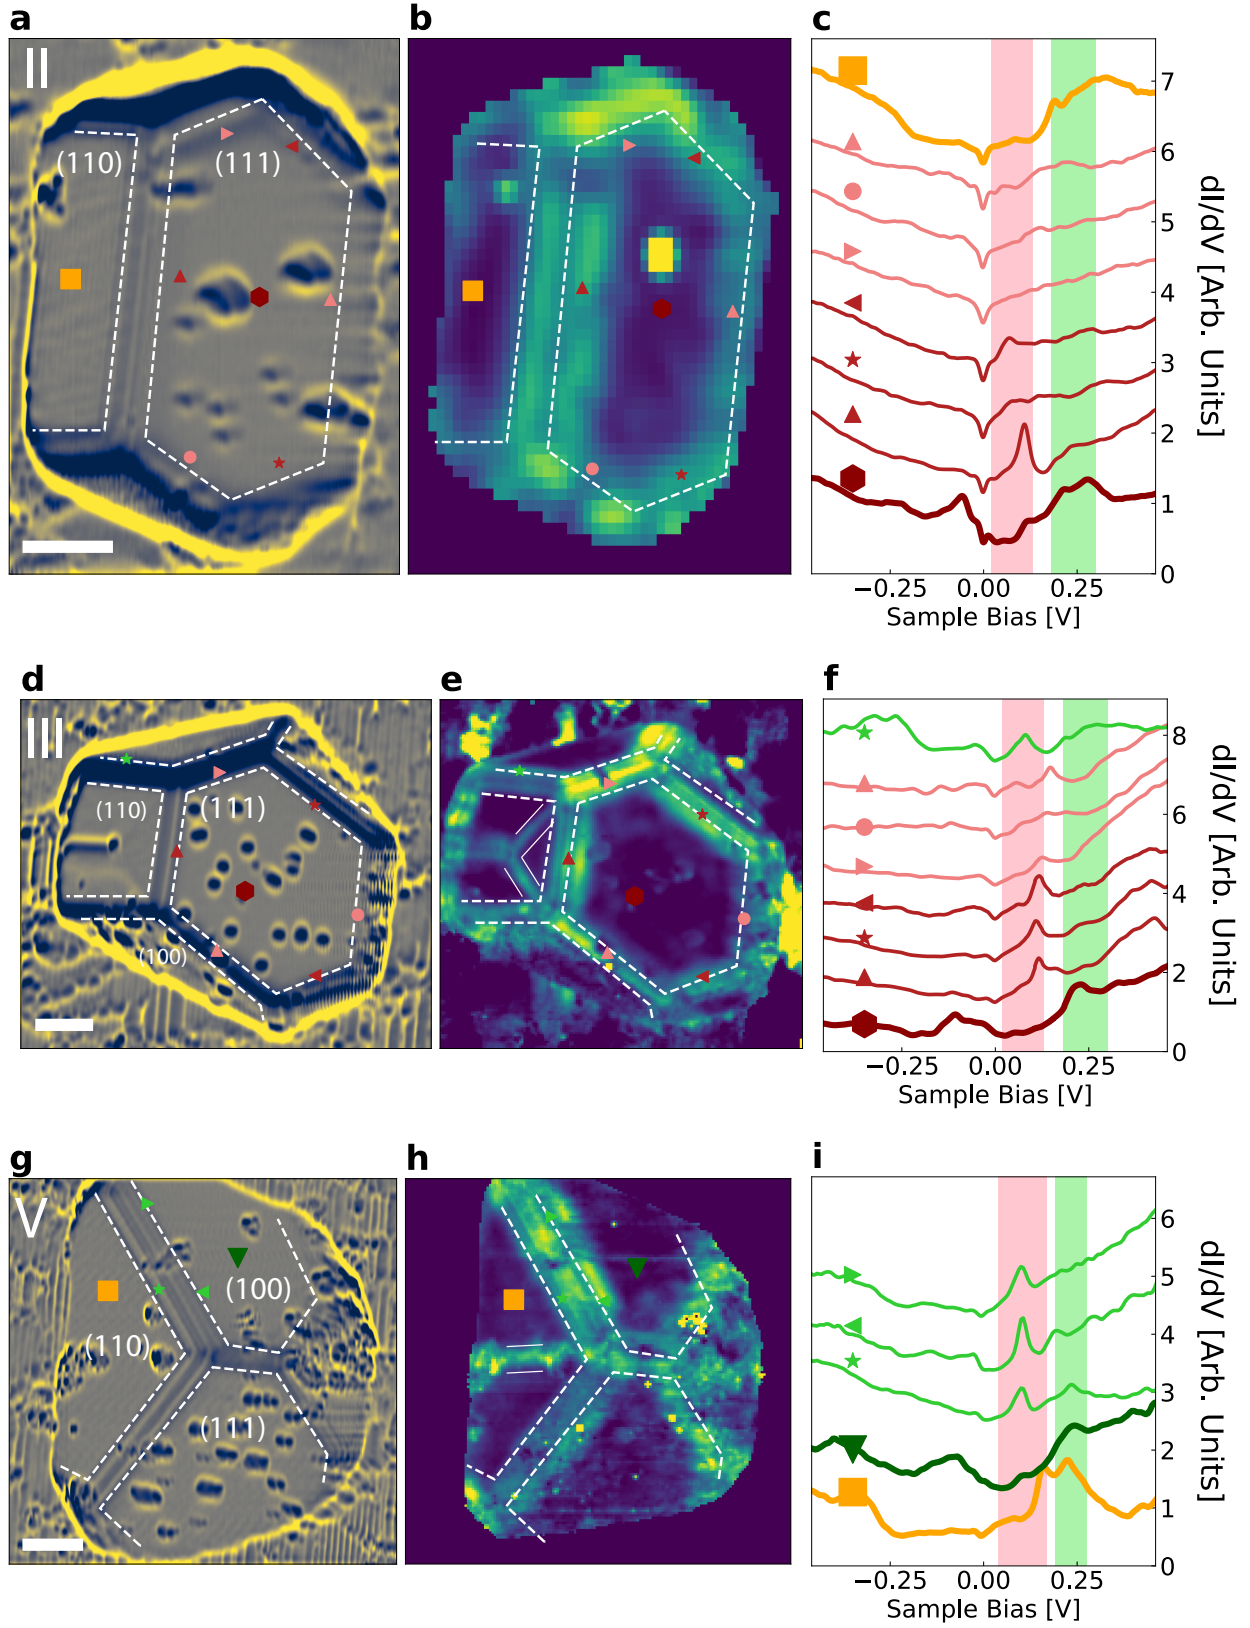 a
b
c
II
(110)
(111)
7
6
5
4
3
2
1
0
dI/dV [Arb. Units]
−0.25
0.00
0.25
Sample Bias [V]
d
e
f
III
(110)
(111)
(100)
8
6
4
2
0
dI/dV [Arb. Units]
−0.25
0.00
0.25
Sample Bias [V]
g
h
i
V
(100)
(110)
(111)
6
5
4
3
2
1
0
dI/dV [Arb. Units]
−0.25
0.00
0.25
Sample Bias [V]